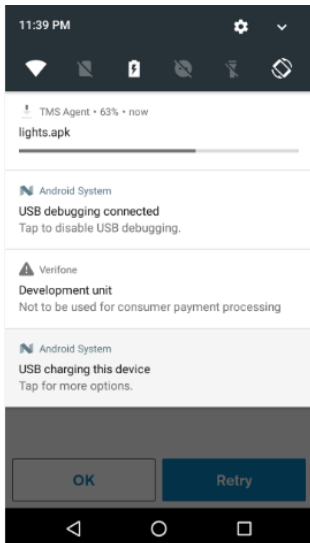 11:39 PM
TMS Agent • 63% • now
lights.apk
Android System
USB debugging connected
Tap to disable USB debugging.
Verifone
Development unit
Not to be used for consumer payment processing
Android System
USB charging this device
Tap for more options.
OK
Retry